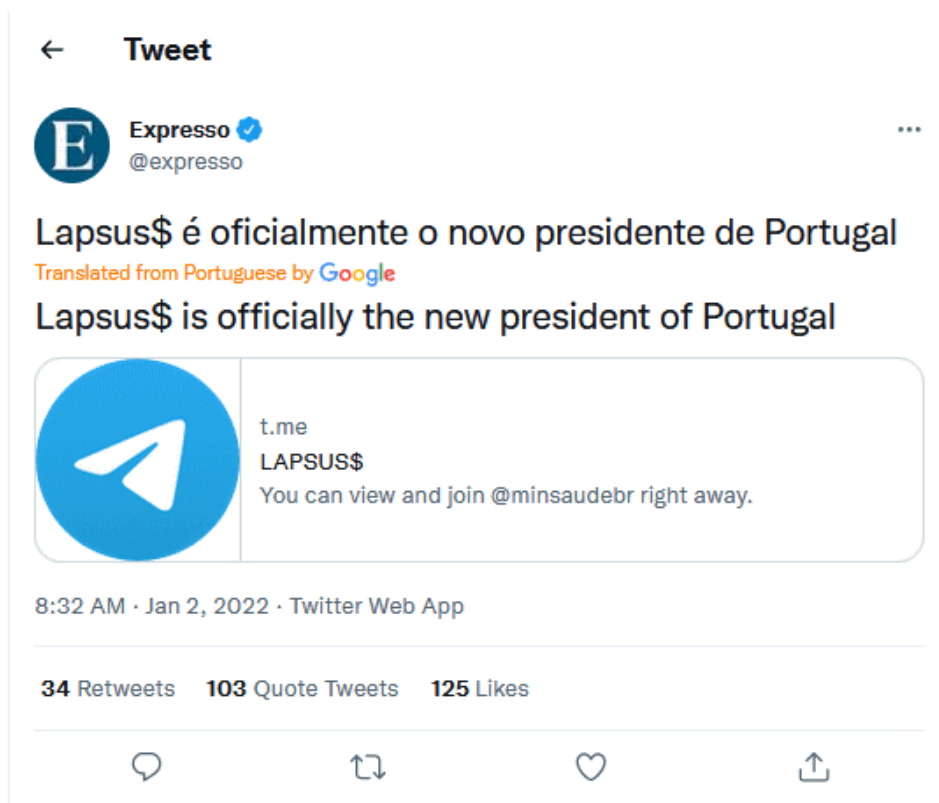 Tweet
E
Expresso
@expresso
Lapsus$ é oficialmente o novo presidente de Portugal
Translated from Portuguese by Google
Lapsus$ is officially the new president of Portugal
t.me
LAPSUS$
You can view and join @minsaudebr right away.
8:32 AM · Jan 2, 2022 · Twitter Web App
34 Retweets 103 Quote Tweets 125 Likes